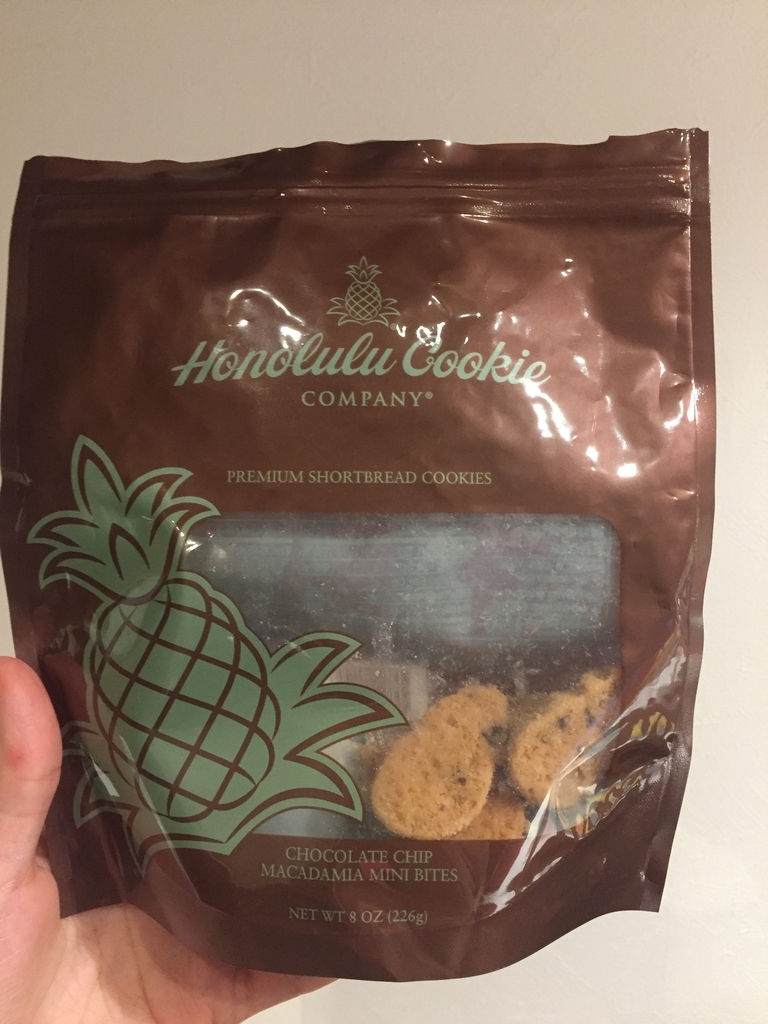 Honolulu Cookie
COMPANY®
PREMIUM SHORTBREAD COOKIES
CHOCOLATE CHIP
MACADAMIA MINI BITES
NET WT 8 OZ (226g)